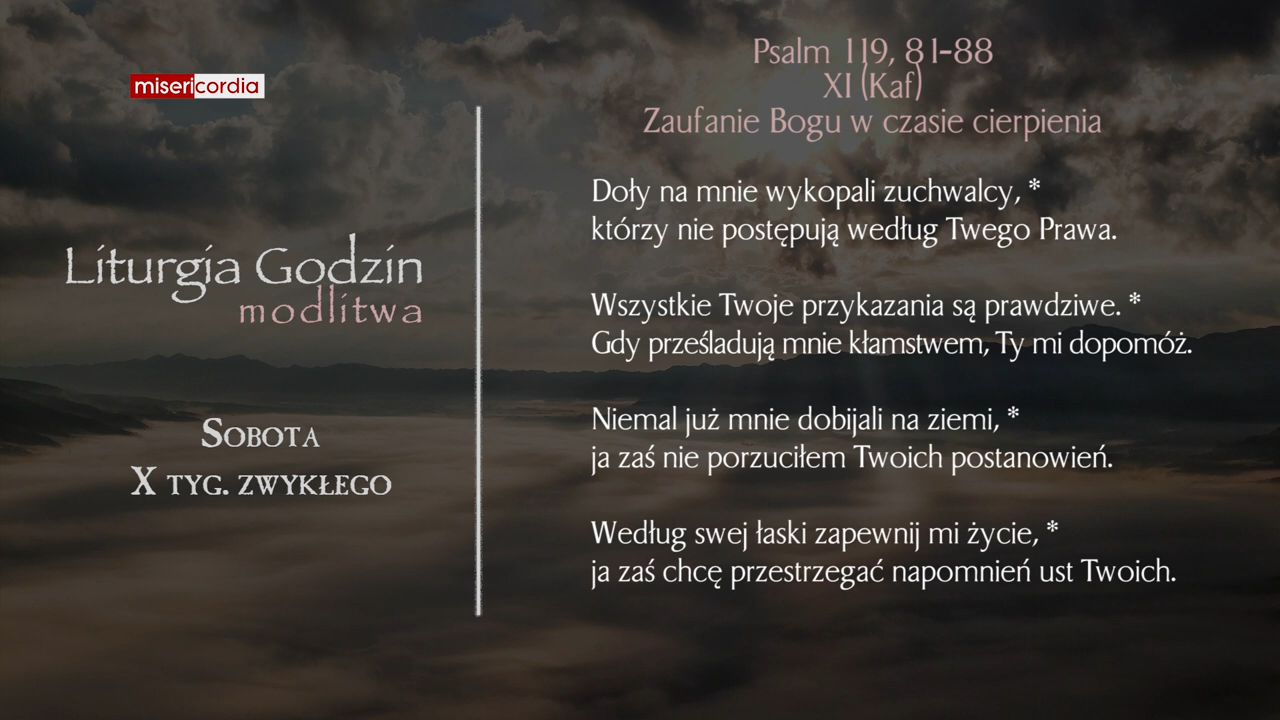 misericordia
Liturgia Godzin
modlitwa
Sobota
X tyg. zwykłego
Psalm 119, 81-88
XI (Kaf)
Zaufanie Bogu w czasie cierpienia
Doły na mnie wykopali zuchwalcy, *
którzy nie postępują według Twego Prawa.
Wszystkie Twoje przykazania są prawdziwe. *
Gdy prześladują mnie kłamstwem, Ty mi dopomóż.
Niemal już mnie dobijali na ziemi, *
ja zaś nie porzuciłem Twoich postanowień.
Według swej łaski zapewnij mi życie, *
ja zaś chcę przestrzegać napomnień ust Twoich.